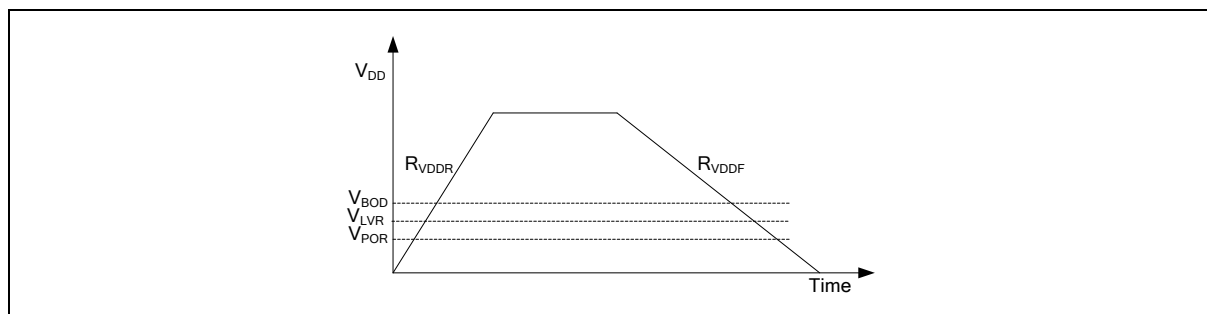 VDD
RVDDR
RVDDF
VBOD
VLVR
VPOR
Time